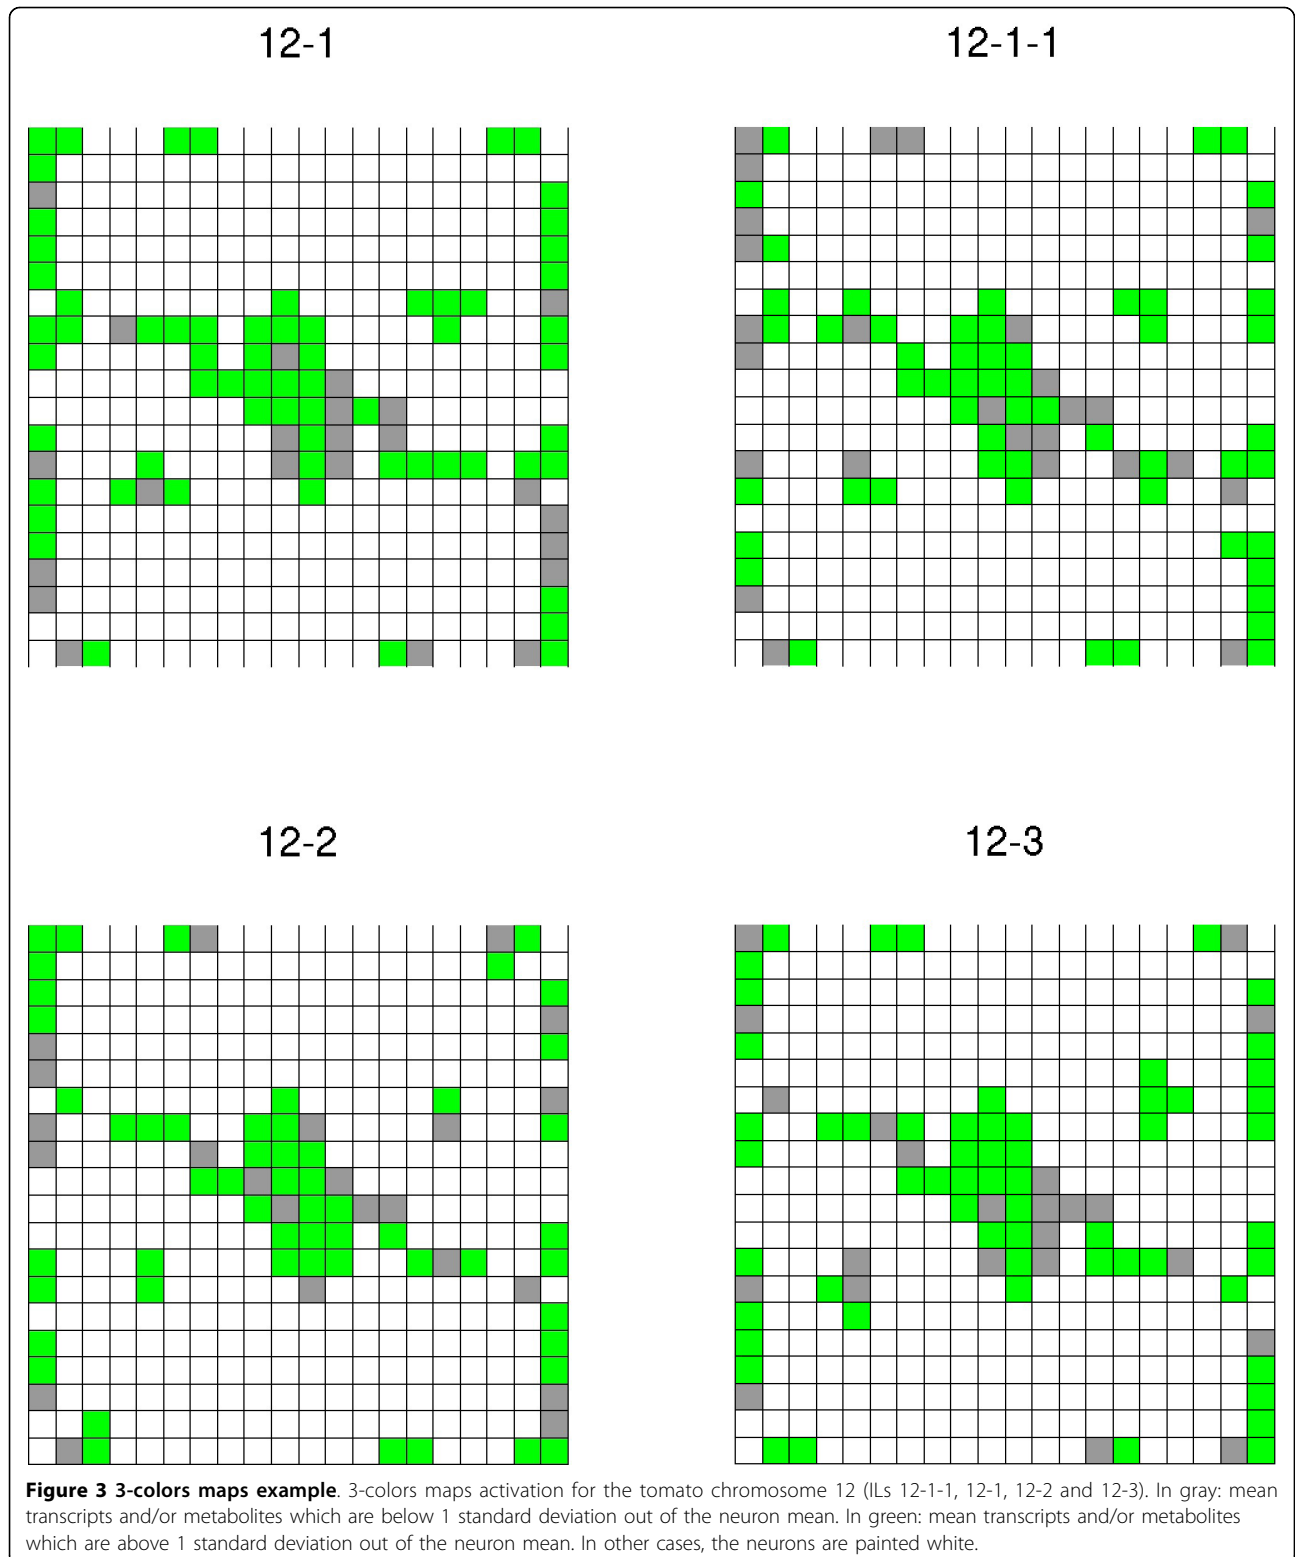 12-1
12-1-1
12-2
12-3
Figure 3 3-colors maps example. 3-colors maps activation for the tomato chromosome 12 (ILs 12-1-1, 12-1, 12-2 and 12-3). In gray: mean
transcripts and/or metabolites which are below 1 standard deviation out of the neuron mean. In green: mean transcripts and/or metabolites
which are above 1 standard deviation out of the neuron mean. In other cases, the neurons are painted white.